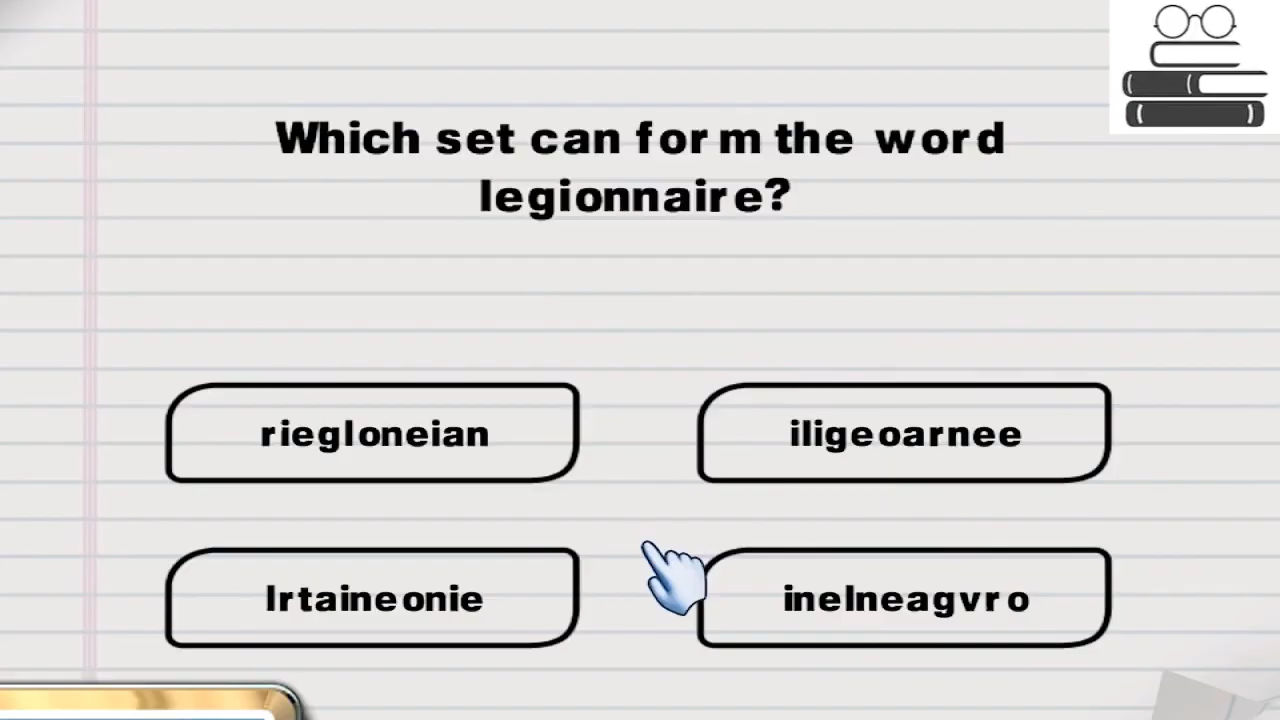 Which set can form the word
legionnaire?
riegloneian
iligeoarnee
lrtaineonie
inelneagvro